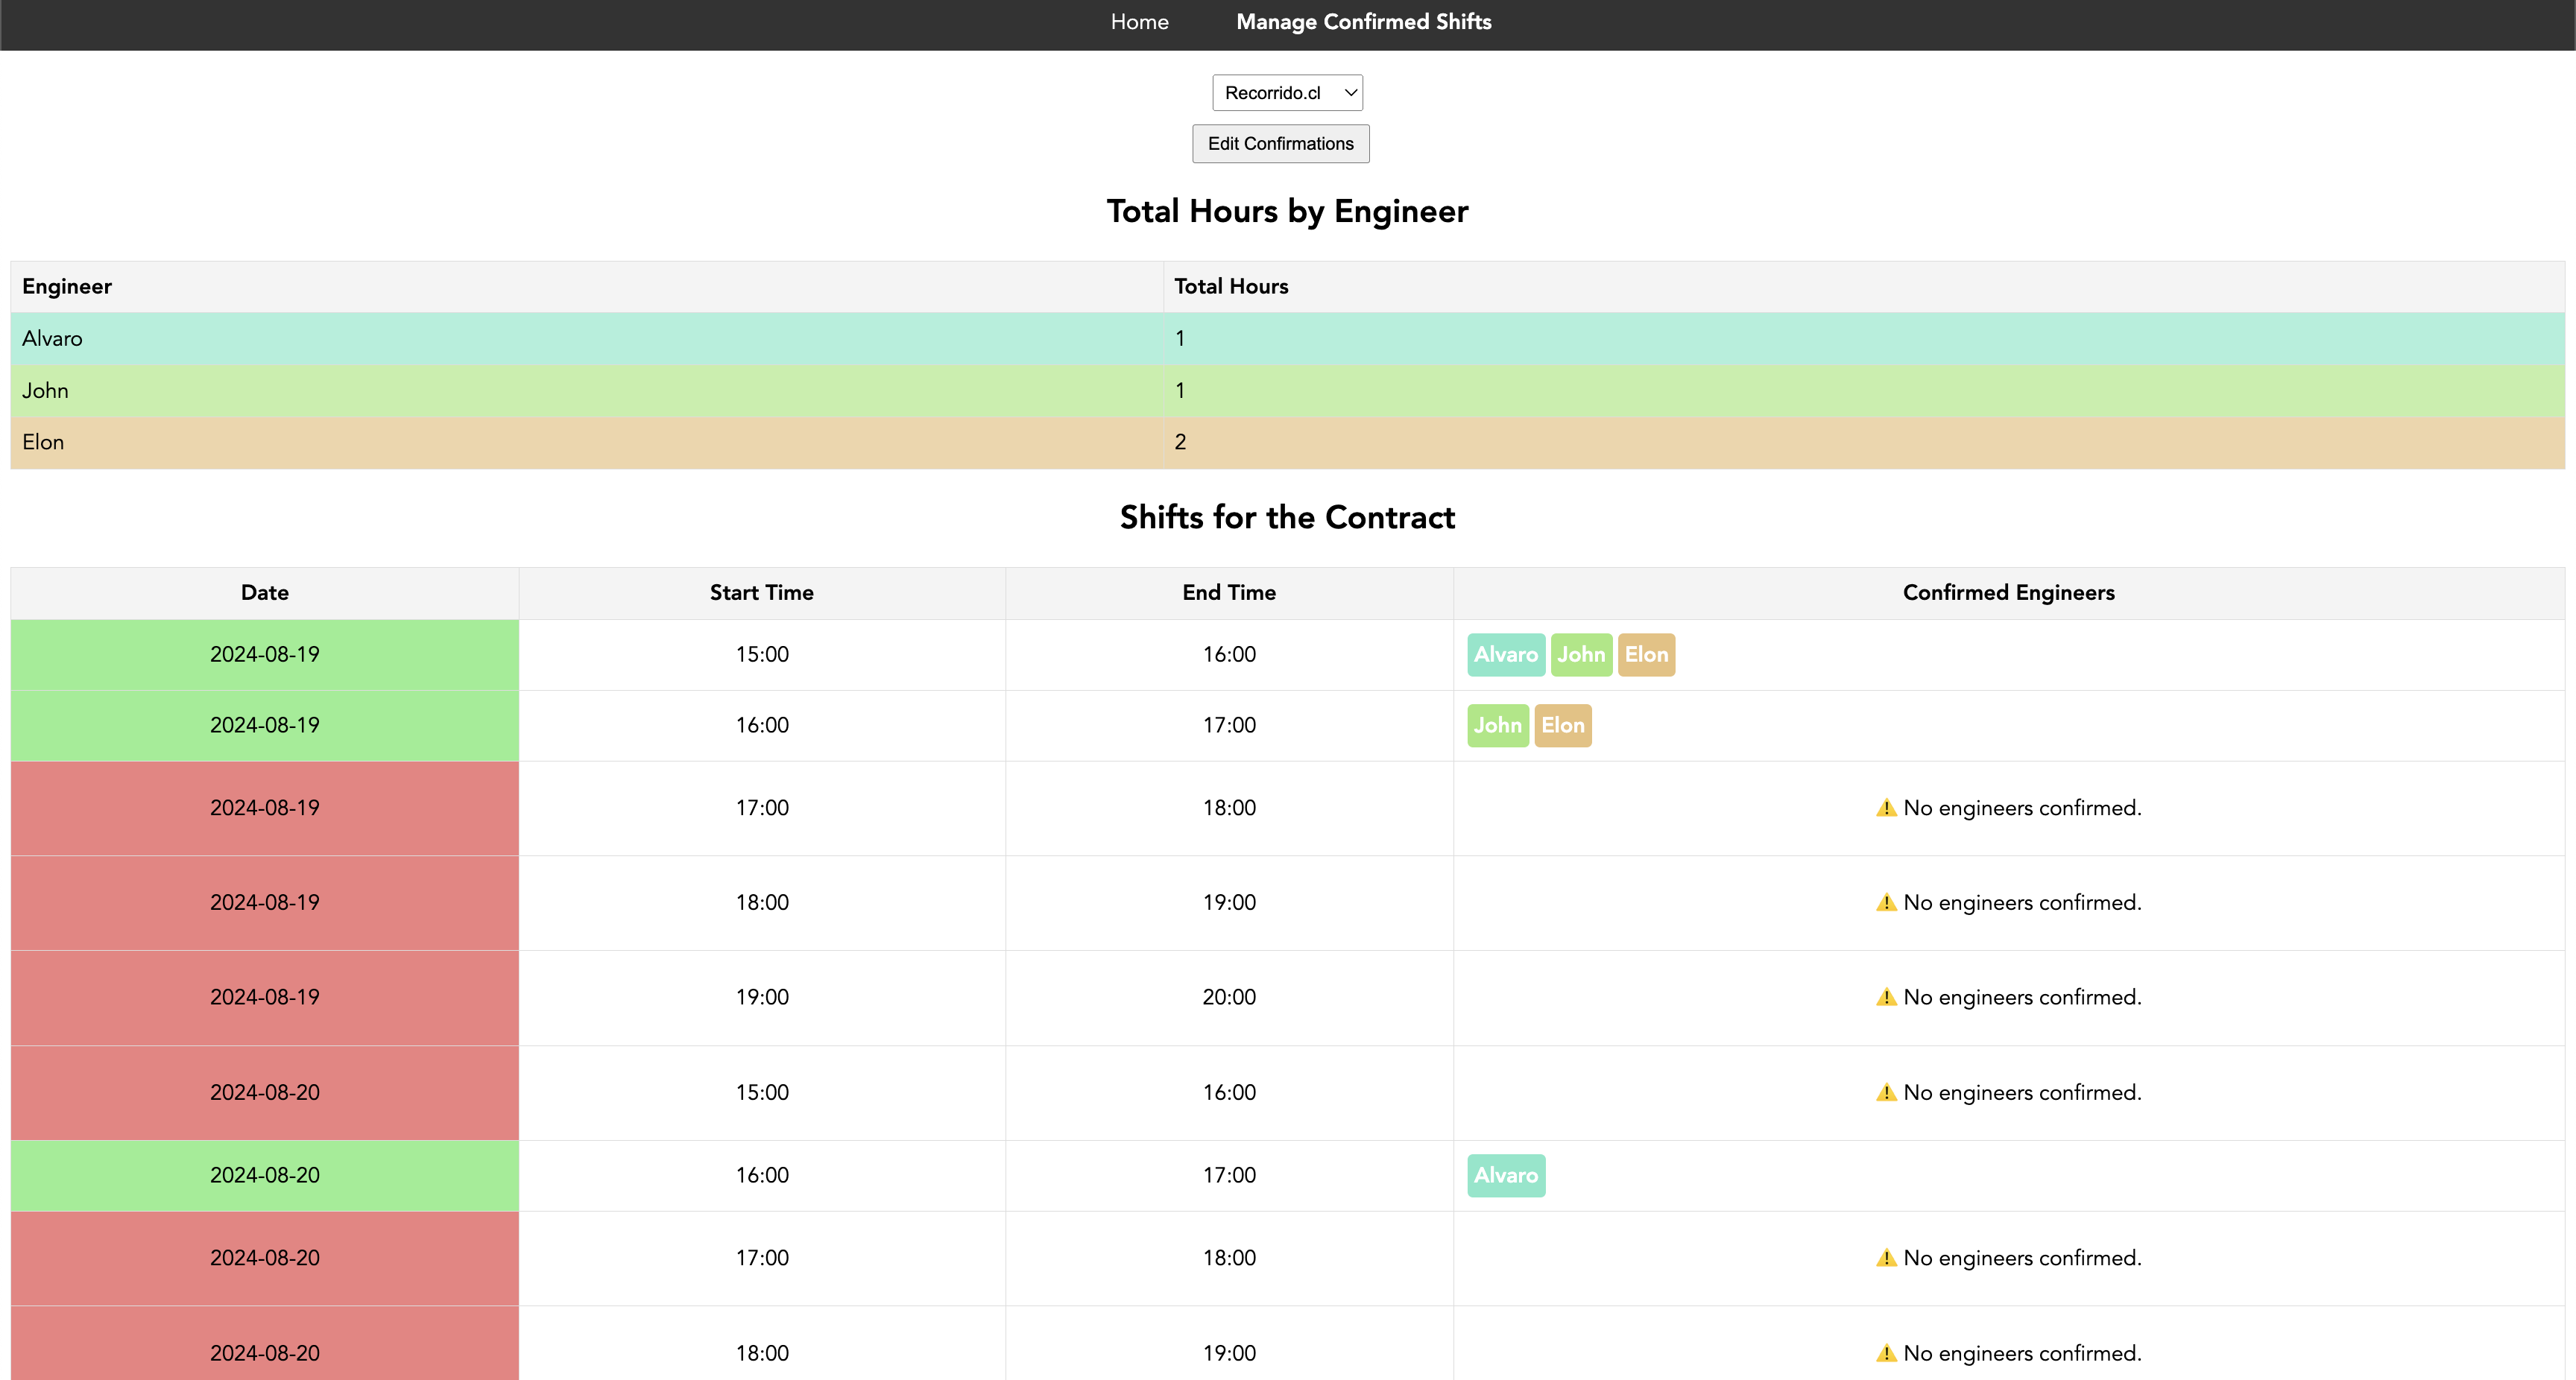 Home Manage Confirmed Shifts
Recorrido.cl
Edit Confirmations
Total Hours by Engineer
Engineer Total Hours
Alvaro 1
John 1
Elon 2
Shifts for the Contract
Date Start Time End Time Confirmed Engineers
2024-08-19 15:00 16:00 Alvaro John Elon
2024-08-19 16:00 17:00 John Elon
2024-08-19 17:00 18:00 ⚠️ No engineers confirmed.
2024-08-19 18:00 19:00 ⚠️ No engineers confirmed.
2024-08-19 19:00 20:00 ⚠️ No engineers confirmed.
2024-08-20 15:00 16:00 ⚠️ No engineers confirmed.
2024-08-20 16:00 17:00 Alvaro
2024-08-20 17:00 18:00 ⚠️ No engineers confirmed.
2024-08-20 18:00 19:00 ⚠️ No engineers confirmed.